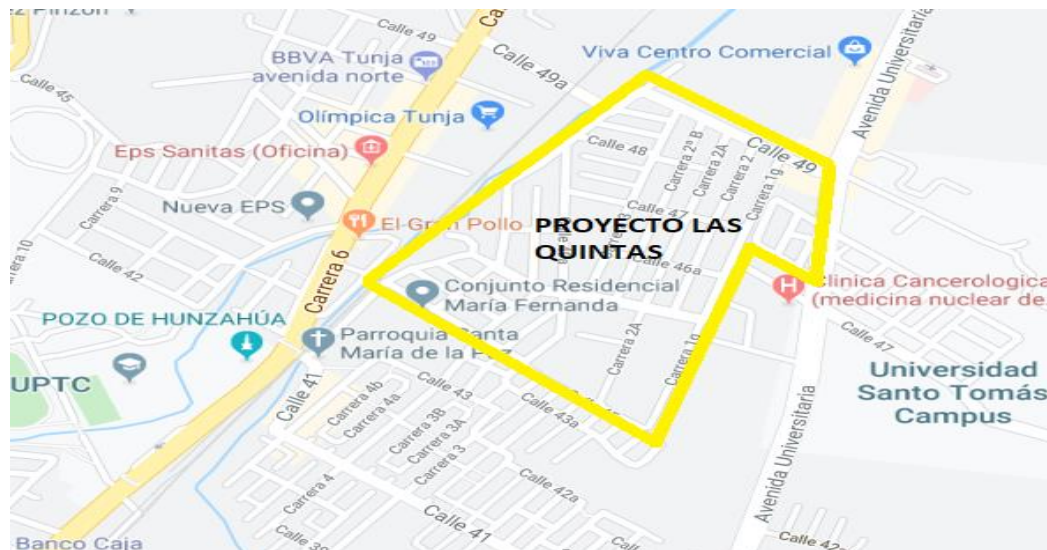 Calle 49
BBVA Tunja
avenida norte
Viva Centro Comercial
Avenida Universitaria
Calle 49a
Calle 45
Olímpica Tunja
Eps Sanitas (Oficina)
Calle 48
Carrera 2ª B
Carrera 2A
Carrera 2
Carrera 1g
Calle 49
Carrera 9
Nueva EPS
El Gran Pollo
Calle 47
PROYECTO LAS
QUINTAS
Carrera 10
Calle 42
Carrera 6
Calle 46a
Conjunto Residencial
María Fernanda
Clinica Cancerologica
(medicina nuclear de
POZO DE HUNZAHÚA
Parroquia Santa
María de la Paz
Carrera 2A
Carrera 1g
Calle 47
UPTC
Calle 41
Carrera 4b
Carrera 4a
Calle 43
Calle 43a
Universidad
Santo Tomás
Campus
Carrera 3B
Carrera 3A
Carrera 3
Carrera 4
Calle 42a
Calle 41
Avenida Universitaria
Banco Caja